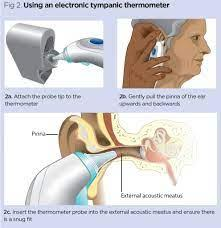 Fig 2. Using an electronic tympanic thermometer
2a. Attach the probe tip to the
thermometer
2b. Gently pull the pinna of the ear
upwards and backwards
Pinna
External acoustic meatus
2c. Insert the thermometer probe into the external acoustic meatus and ensure there
is a snug fit